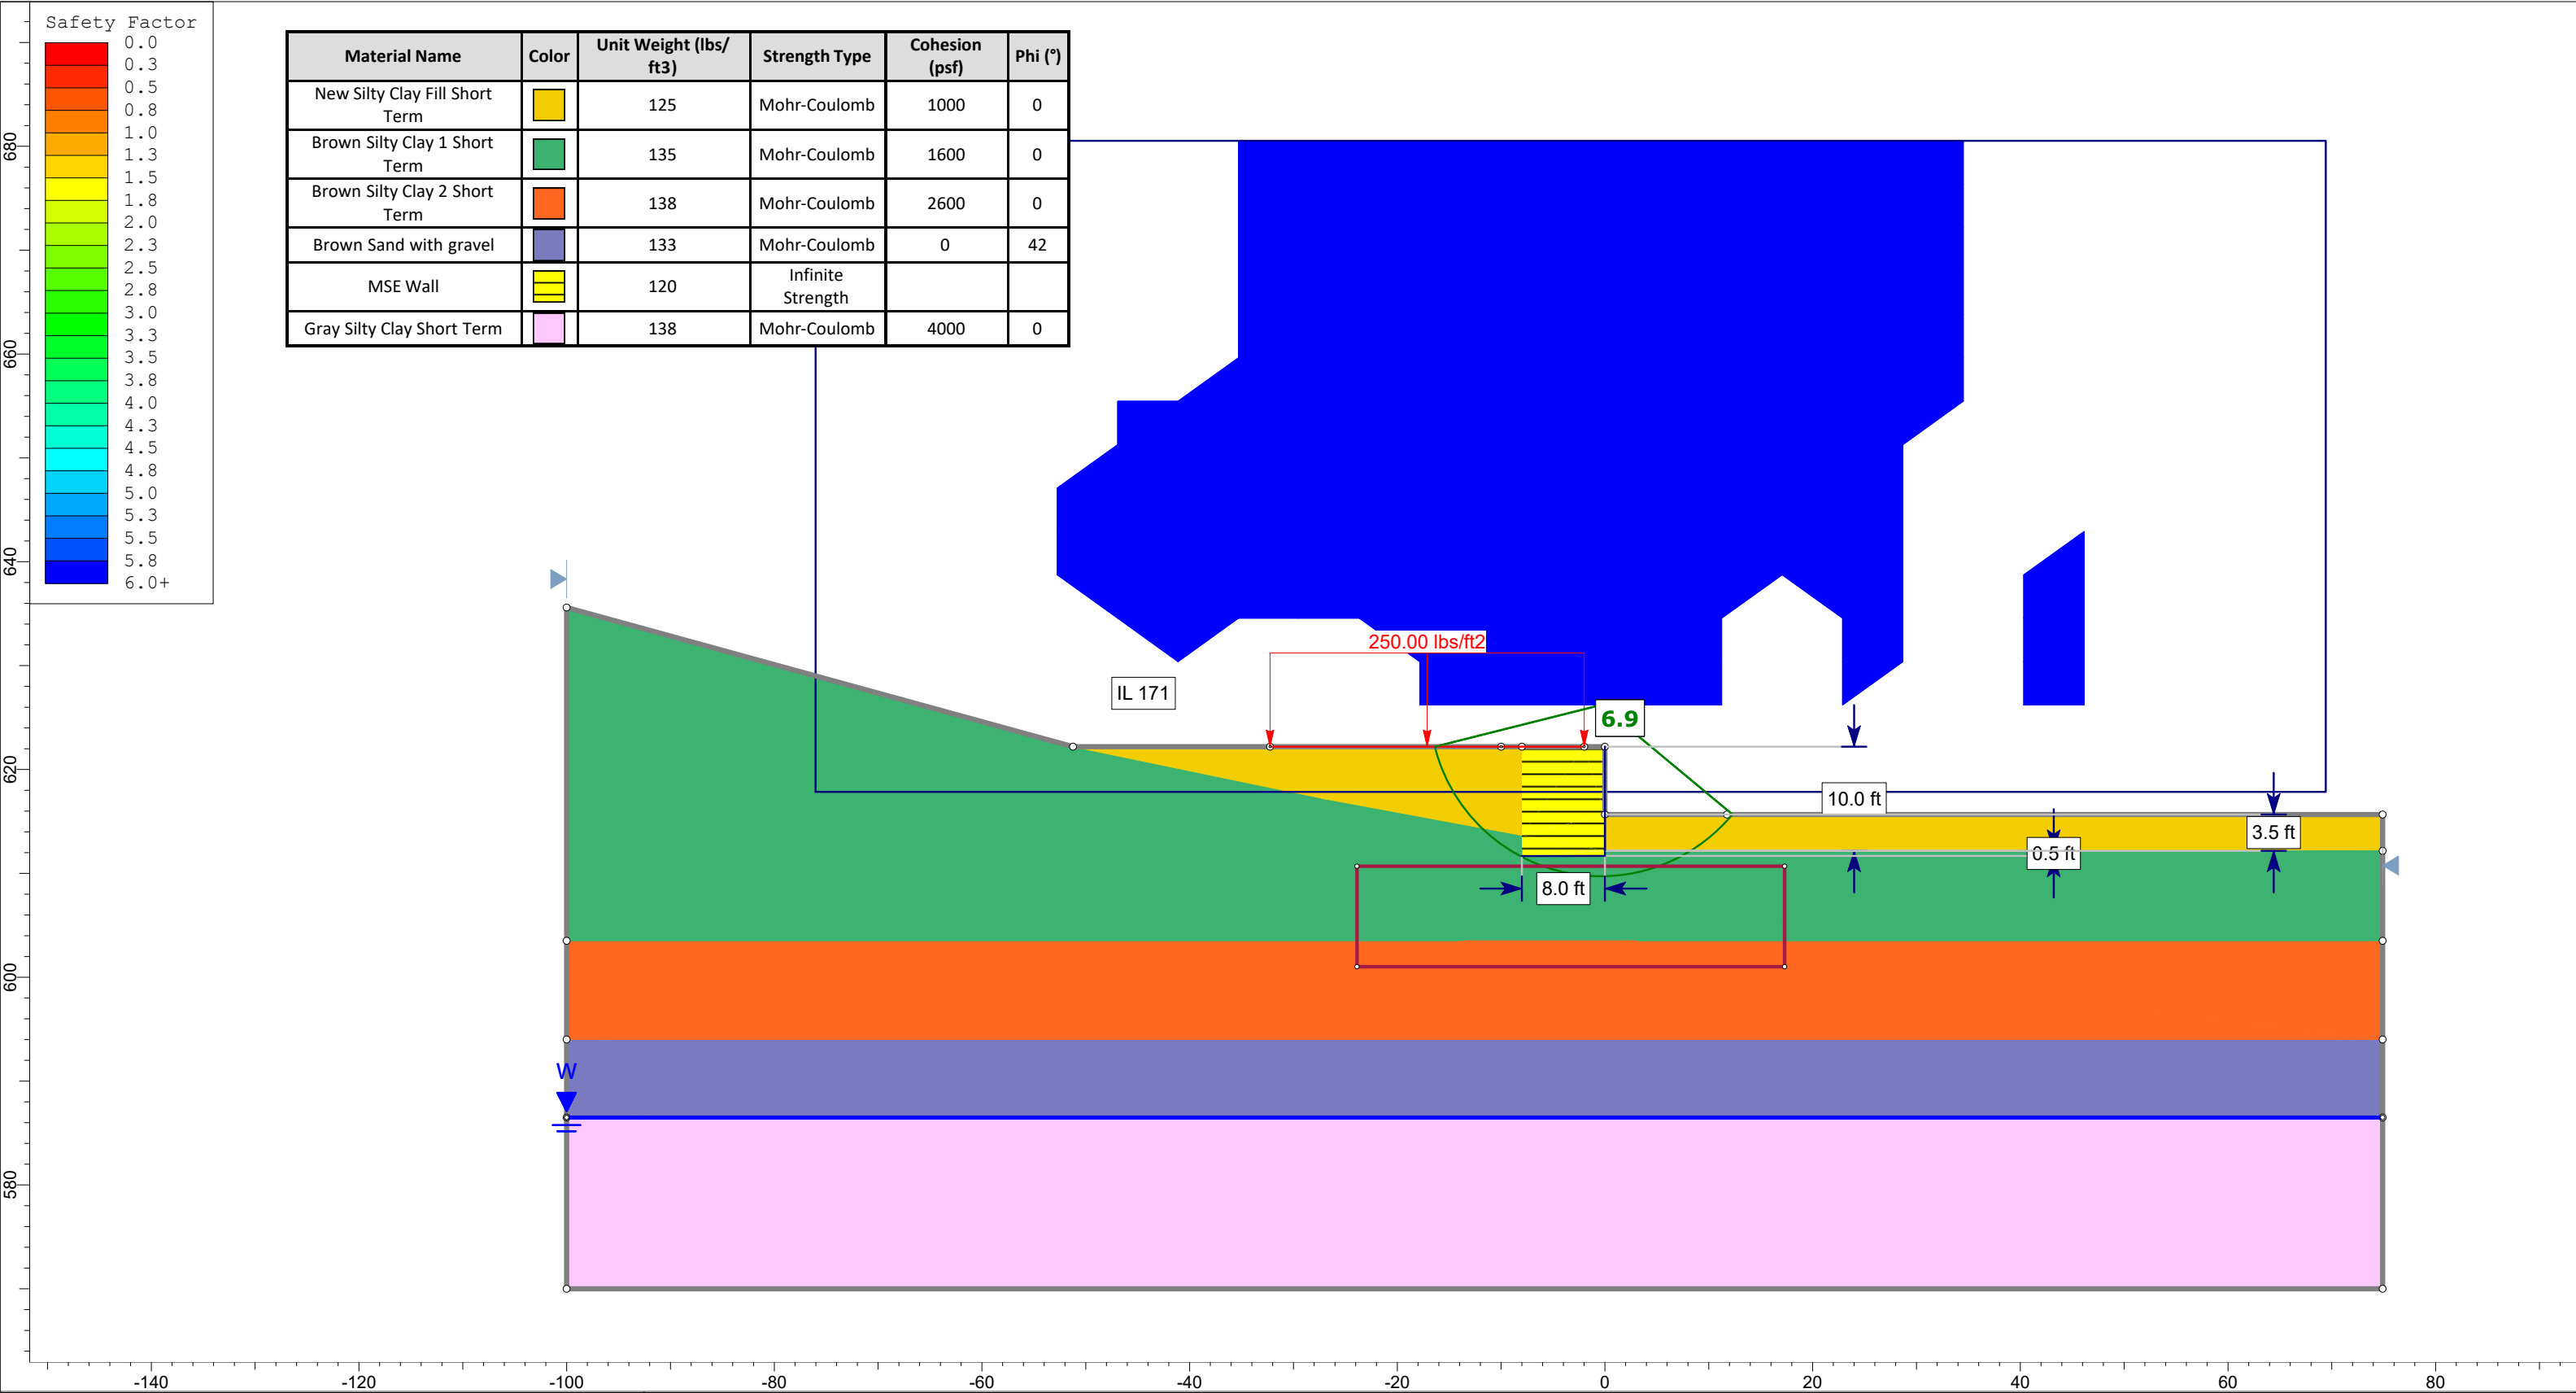 Safety Factor
0.0
0.3
0.5
0.8
1.0
1.3
1.5
1.8
2.0
2.3
2.5
2.8
3.0
3.3
3.5
3.8
4.0
4.3
4.5
4.8
5.0
5.3
5.5
5.8
6.0+
Material Name Color Unit Weight (lbs/ft3) Strength Type Cohesion (psf) Phi (°)
New Silty Clay Fill Short Term 125 Mohr-Coulomb 1000 0
Brown Silty Clay 1 Short Term 135 Mohr-Coulomb 1600 0
Brown Silty Clay 2 Short Term 138 Mohr-Coulomb 2600 0
Brown Sand with gravel 133 Mohr-Coulomb 0 42
MSE Wall 120 Infinite Strength
Gray Silty Clay Short Term 138 Mohr-Coulomb 4000 0
680
660
640
620
600
580
250.00 lbs/ft2
IL 171
6.9
10.0 ft
3.5 ft
0.5 ft
8.0 ft
W
-140 -120 -100 -80 -60 -40 -20 0 20 40 60 80